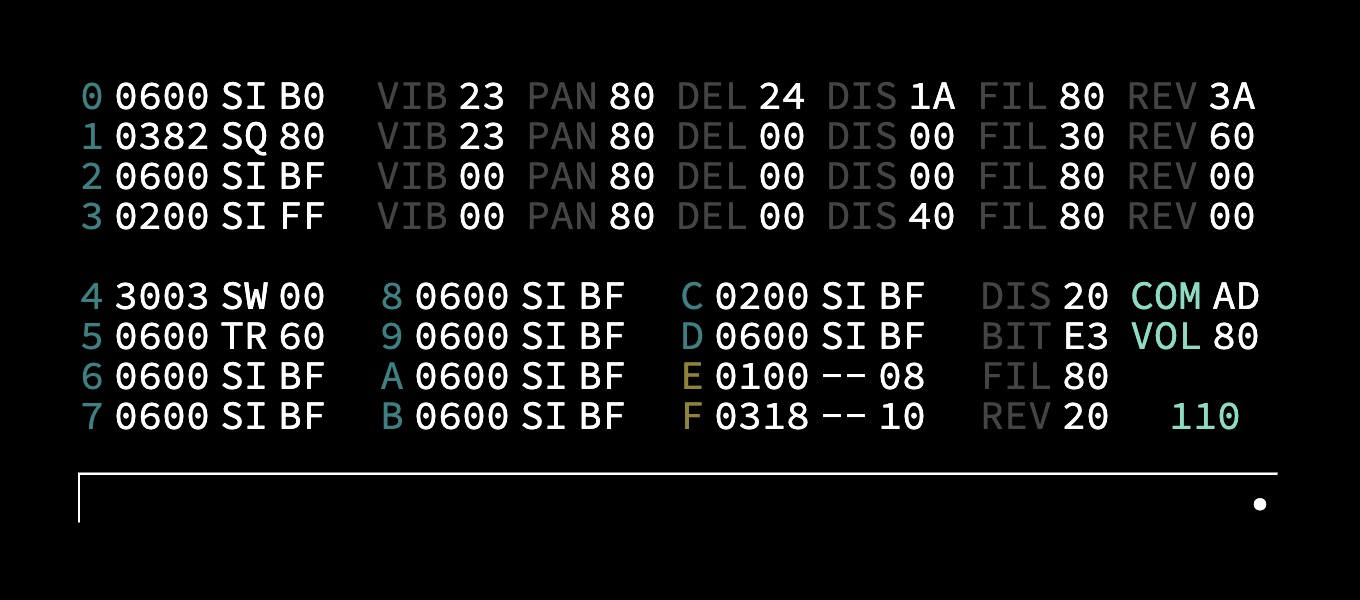 0 0600 SI B0 VIB 23 PAN 80 DEL 24 DIS 1A FIL 80 REV 3A
1 0382 SQ 80 VIB 23 PAN 80 DEL 00 DIS 00 FIL 30 REV 60
2 0600 SI BF VIB 00 PAN 80 DEL 00 DIS 00 FIL 80 REV 00
3 0200 SI FF VIB 00 PAN 80 DEL 00 DIS 40 FIL 80 REV 00
4 3003 SW 00 8 0600 SI BF C 0200 SI BF DIS 20 COM AD
5 0600 TR 60 9 0600 SI BF D 0600 SI BF BIT E3 VOL 80
6 0600 SI BF A 0600 SI BF E 0100 -- 08 FIL 80
7 0600 SI BF B 0600 SI BF F 0318 -- 10 REV 20 110